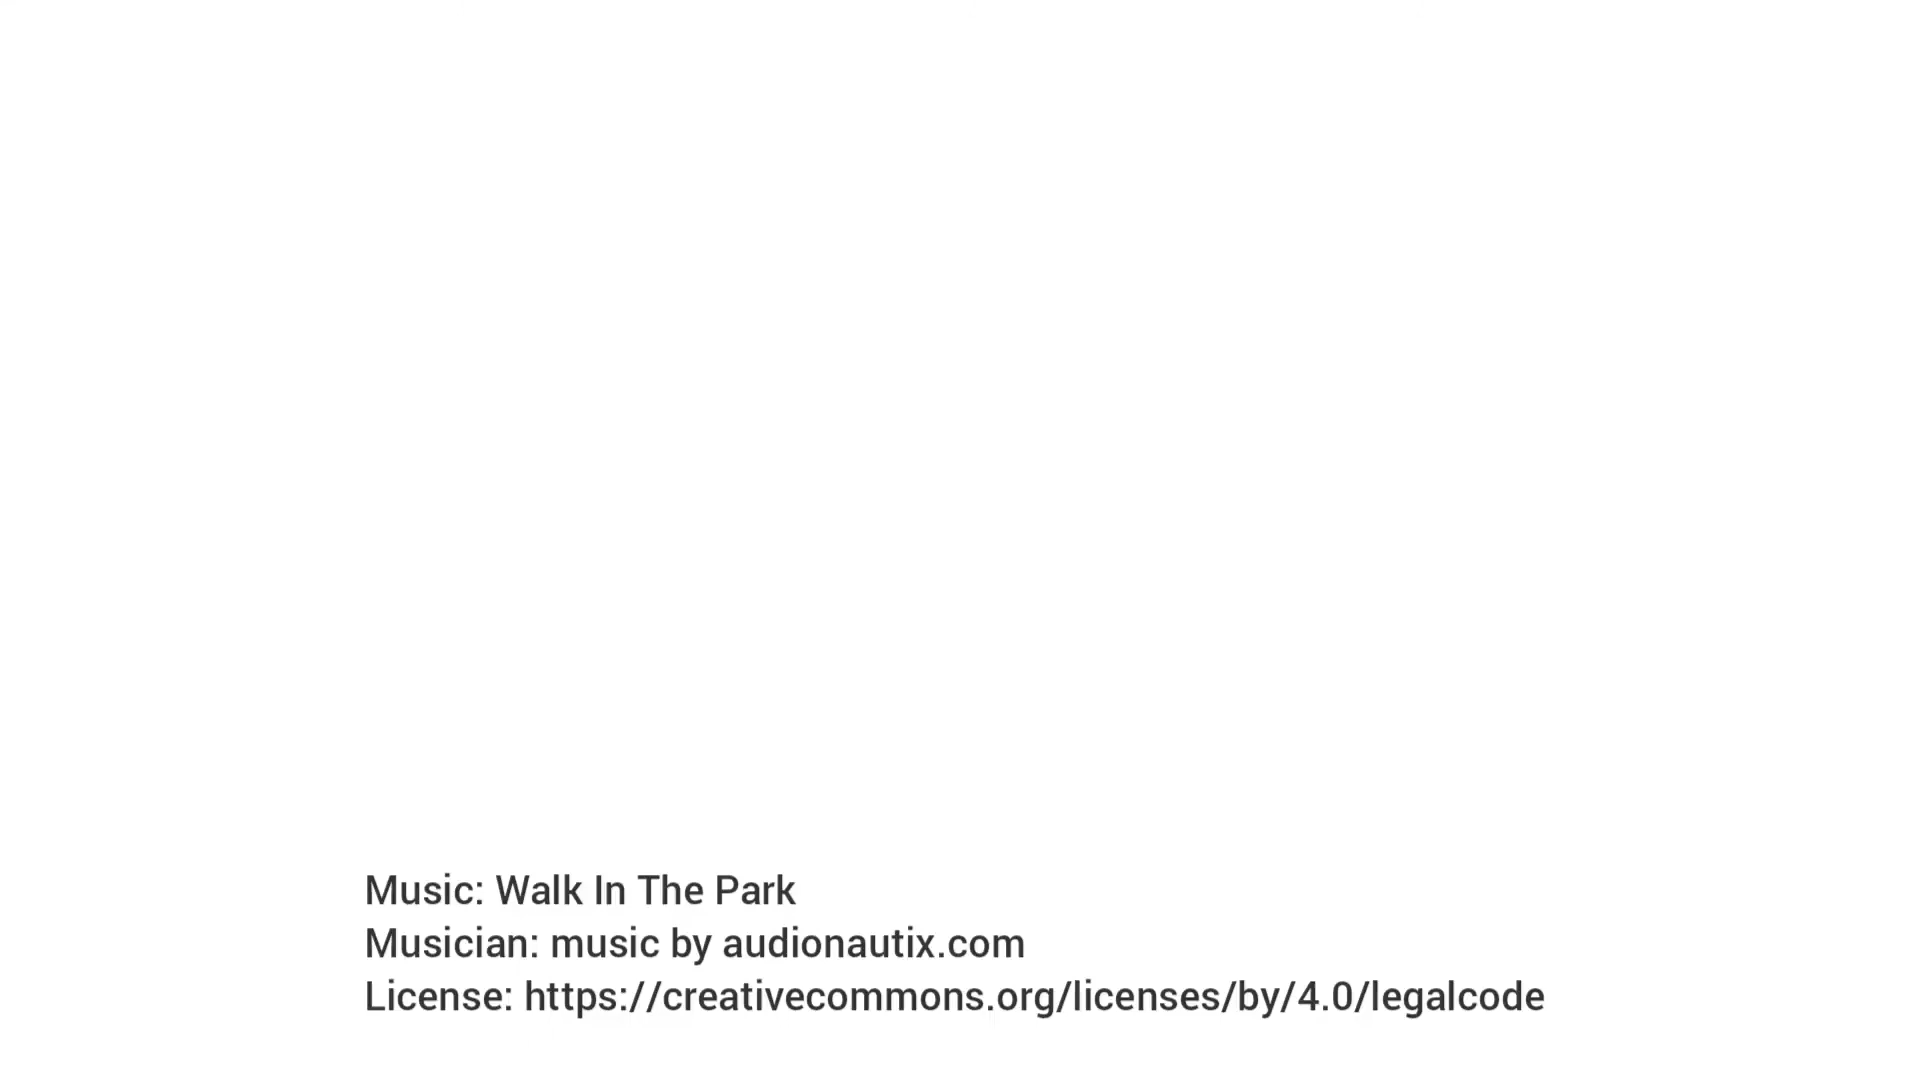 Music: Walk In The Park
Musician: music by audionautix.com
License: https://creativecommons.org/licenses/by/4.0/legalcode